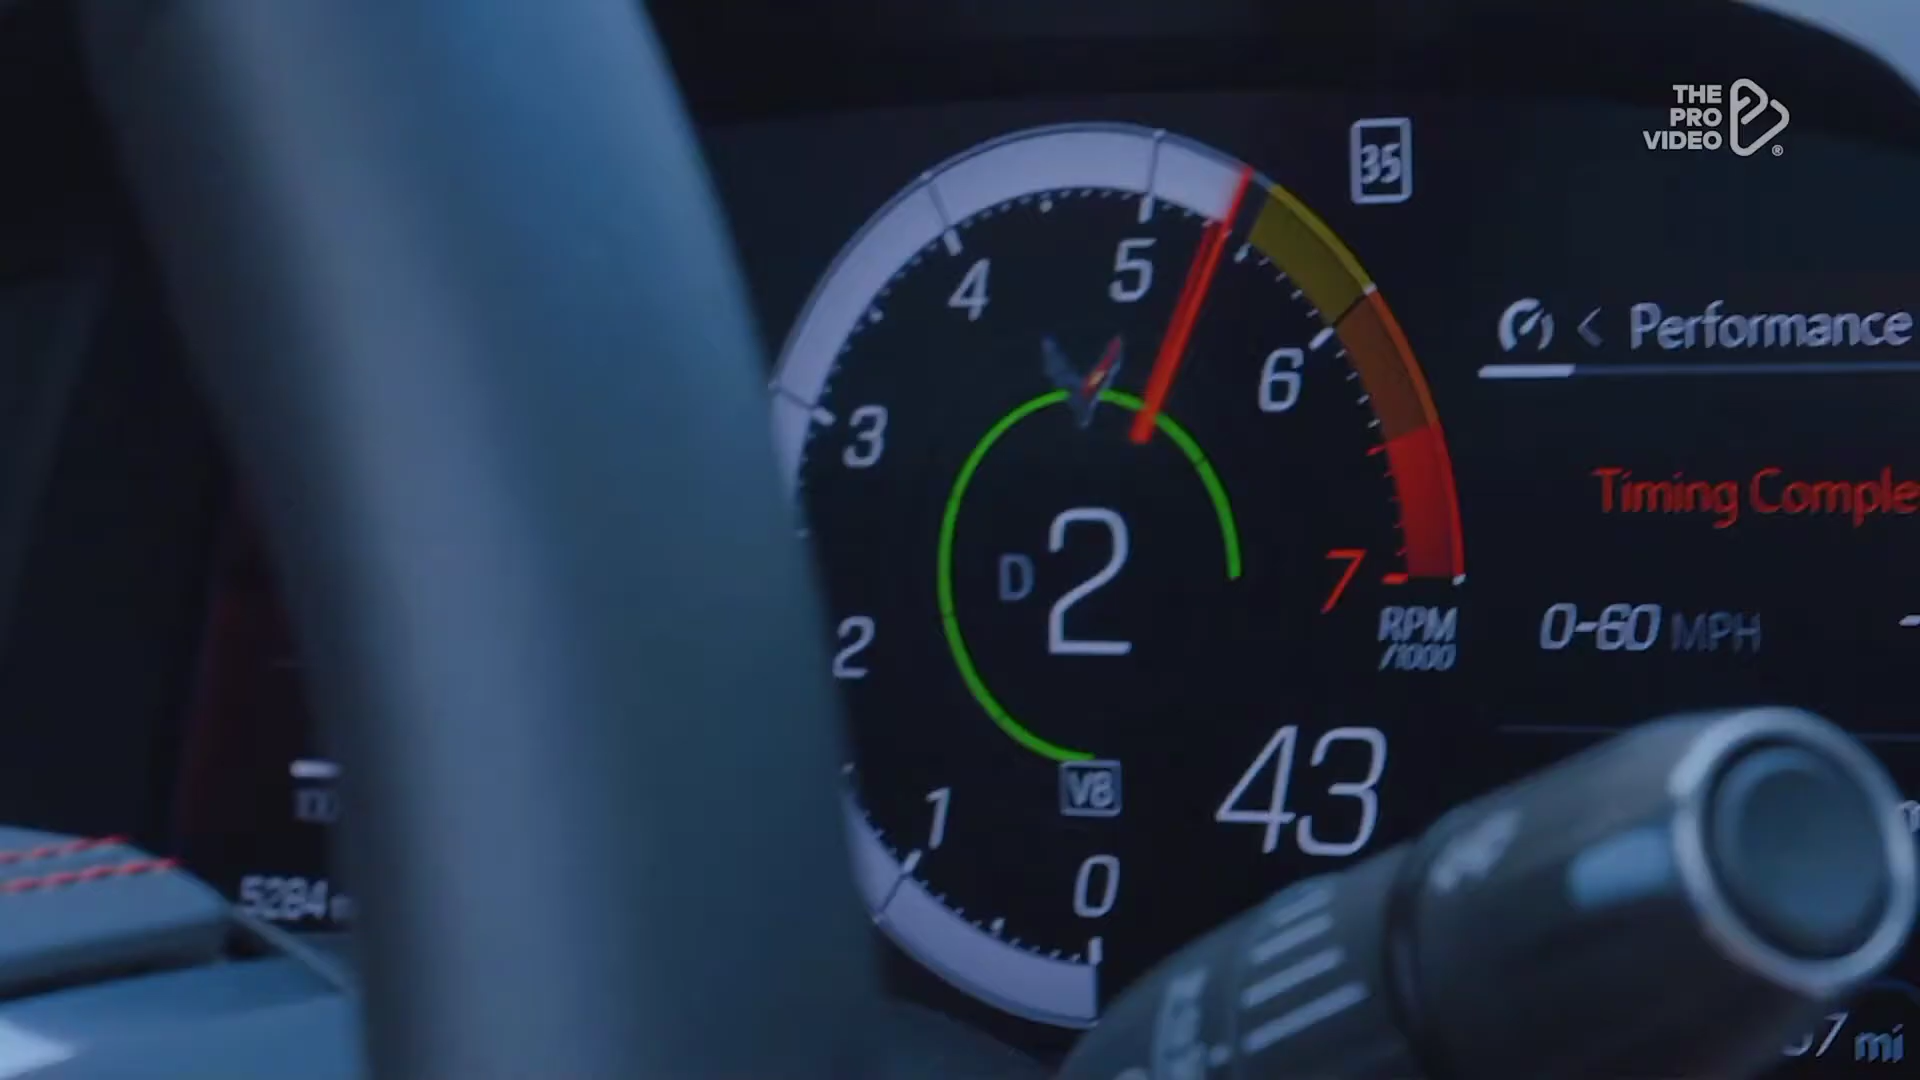 THE
PRO
VIDEO
®
35
4
5
3
6
2
7
1
0
D 2
RPM
/1000
V8
43
Performance
Timing Comple
0-60 MPH
5284
mi